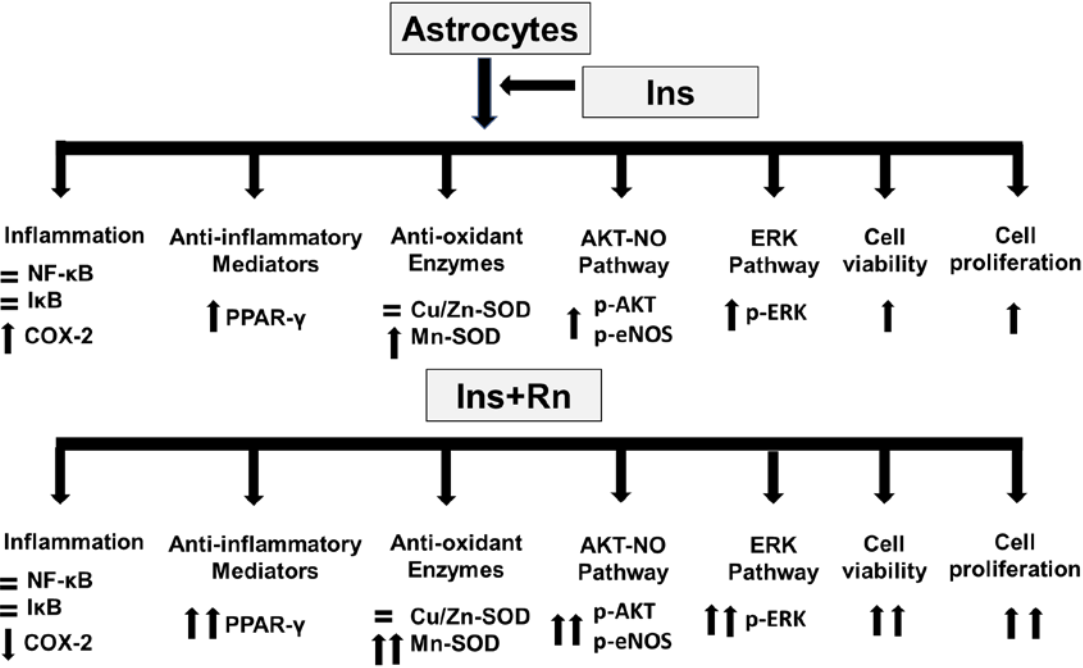 Astrocytes
Ins
Inflammation
= NF-κB
= IκB
↑ COX-2
Anti-inflammatory
Mediators
↑ PPAR-γ
Anti-oxidant
Enzymes
= Cu/Zn-SOD
↑ Mn-SOD
AKT-NO
Pathway
↑ p-AKT
p-eNOS
ERK
Pathway
↑ p-ERK
Cell
viability
↑
Cell
proliferation
↑
Ins+Rn
Inflammation
= NF-κB
= IκB
↓ COX-2
Anti-inflammatory
Mediators
↑↑ PPAR-γ
Anti-oxidant
Enzymes
= Cu/Zn-SOD
↑↑ Mn-SOD
AKT-NO
Pathway
↑↑ p-AKT
p-eNOS
ERK
Pathway
↑↑ p-ERK
Cell
viability
↑↑
Cell
proliferation
↑↑